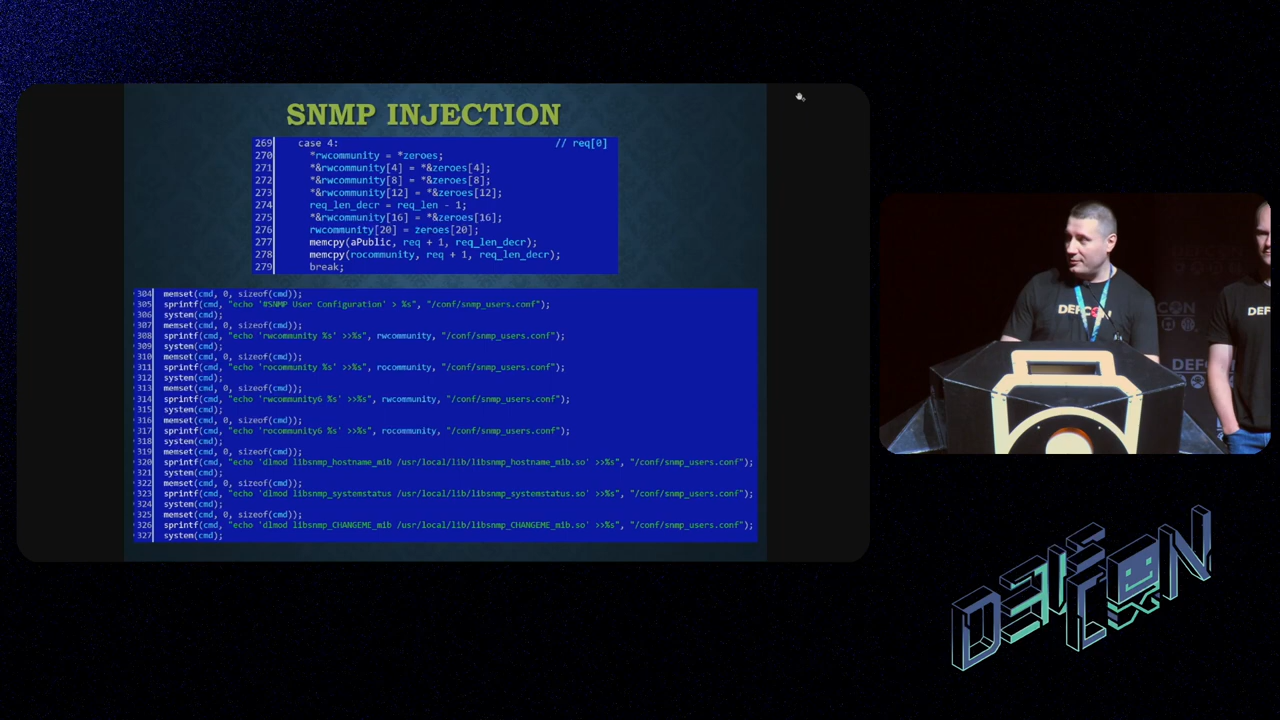 SNMP INJECTION
269 case 4: // req[0]
270 *rwcommunity = *zeroes;
271 *&rwcommunity[4] = *&zeroes[4];
272 *&rwcommunity[8] = *&zeroes[8];
273 *&rwcommunity[12] = *&zeroes[12];
274 req_len_decr = req_len - 1;
275 *&rwcommunity[16] = *&zeroes[16];
276 rwcommunity[20] = zeroes[20];
277 memcpy(aPublic, req + 1, req_len_decr);
278 memcpy(rocommunity, req + 1, req_len_decr);
279 break;
304 memset(cmd, 0, sizeof(cmd));
305 sprintf(cmd, "echo '#SNMP User Configuration' > %s", "/conf/snmp_users.conf");
306 system(cmd);
307 memset(cmd, 0, sizeof(cmd));
308 sprintf(cmd, "echo 'rwcommunity %s' >>%s", rwcommunity, "/conf/snmp_users.conf");
309 system(cmd);
310 memset(cmd, 0, sizeof(cmd));
311 sprintf(cmd, "echo 'rocommunity %s' >>%s", rocommunity, "/conf/snmp_users.conf");
312 system(cmd);
313 memset(cmd, 0, sizeof(cmd));
314 sprintf(cmd, "echo 'rwcommunity6 %s' >>%s", rwcommunity, "/conf/snmp_users.conf");
315 system(cmd);
316 memset(cmd, 0, sizeof(cmd));
317 sprintf(cmd, "echo 'rocommunity6 %s' >>%s", rocommunity, "/conf/snmp_users.conf");
318 system(cmd);
319 memset(cmd, 0, sizeof(cmd));
320 sprintf(cmd, "echo 'dlmod libsnmp_hostname_mib /usr/local/lib/libsnmp_hostname_mib.so' >>%s", "/conf/snmp_users.conf");
321 system(cmd);
322 memset(cmd, 0, sizeof(cmd));
323 sprintf(cmd, "echo 'dlmod libsnmp_systemstatus /usr/local/lib/libsnmp_systemstatus.so' >>%s", "/conf/snmp_users.conf");
324 system(cmd);
325 memset(cmd, 0, sizeof(cmd));
326 sprintf(cmd, "echo 'dlmod libsnmp_CHANGEME_mib /usr/local/lib/libsnmp_CHANGEME_mib.so' >>%s", "/conf/snmp_users.conf");
327 system(cmd);
DEFCON
DEF
DEFCON